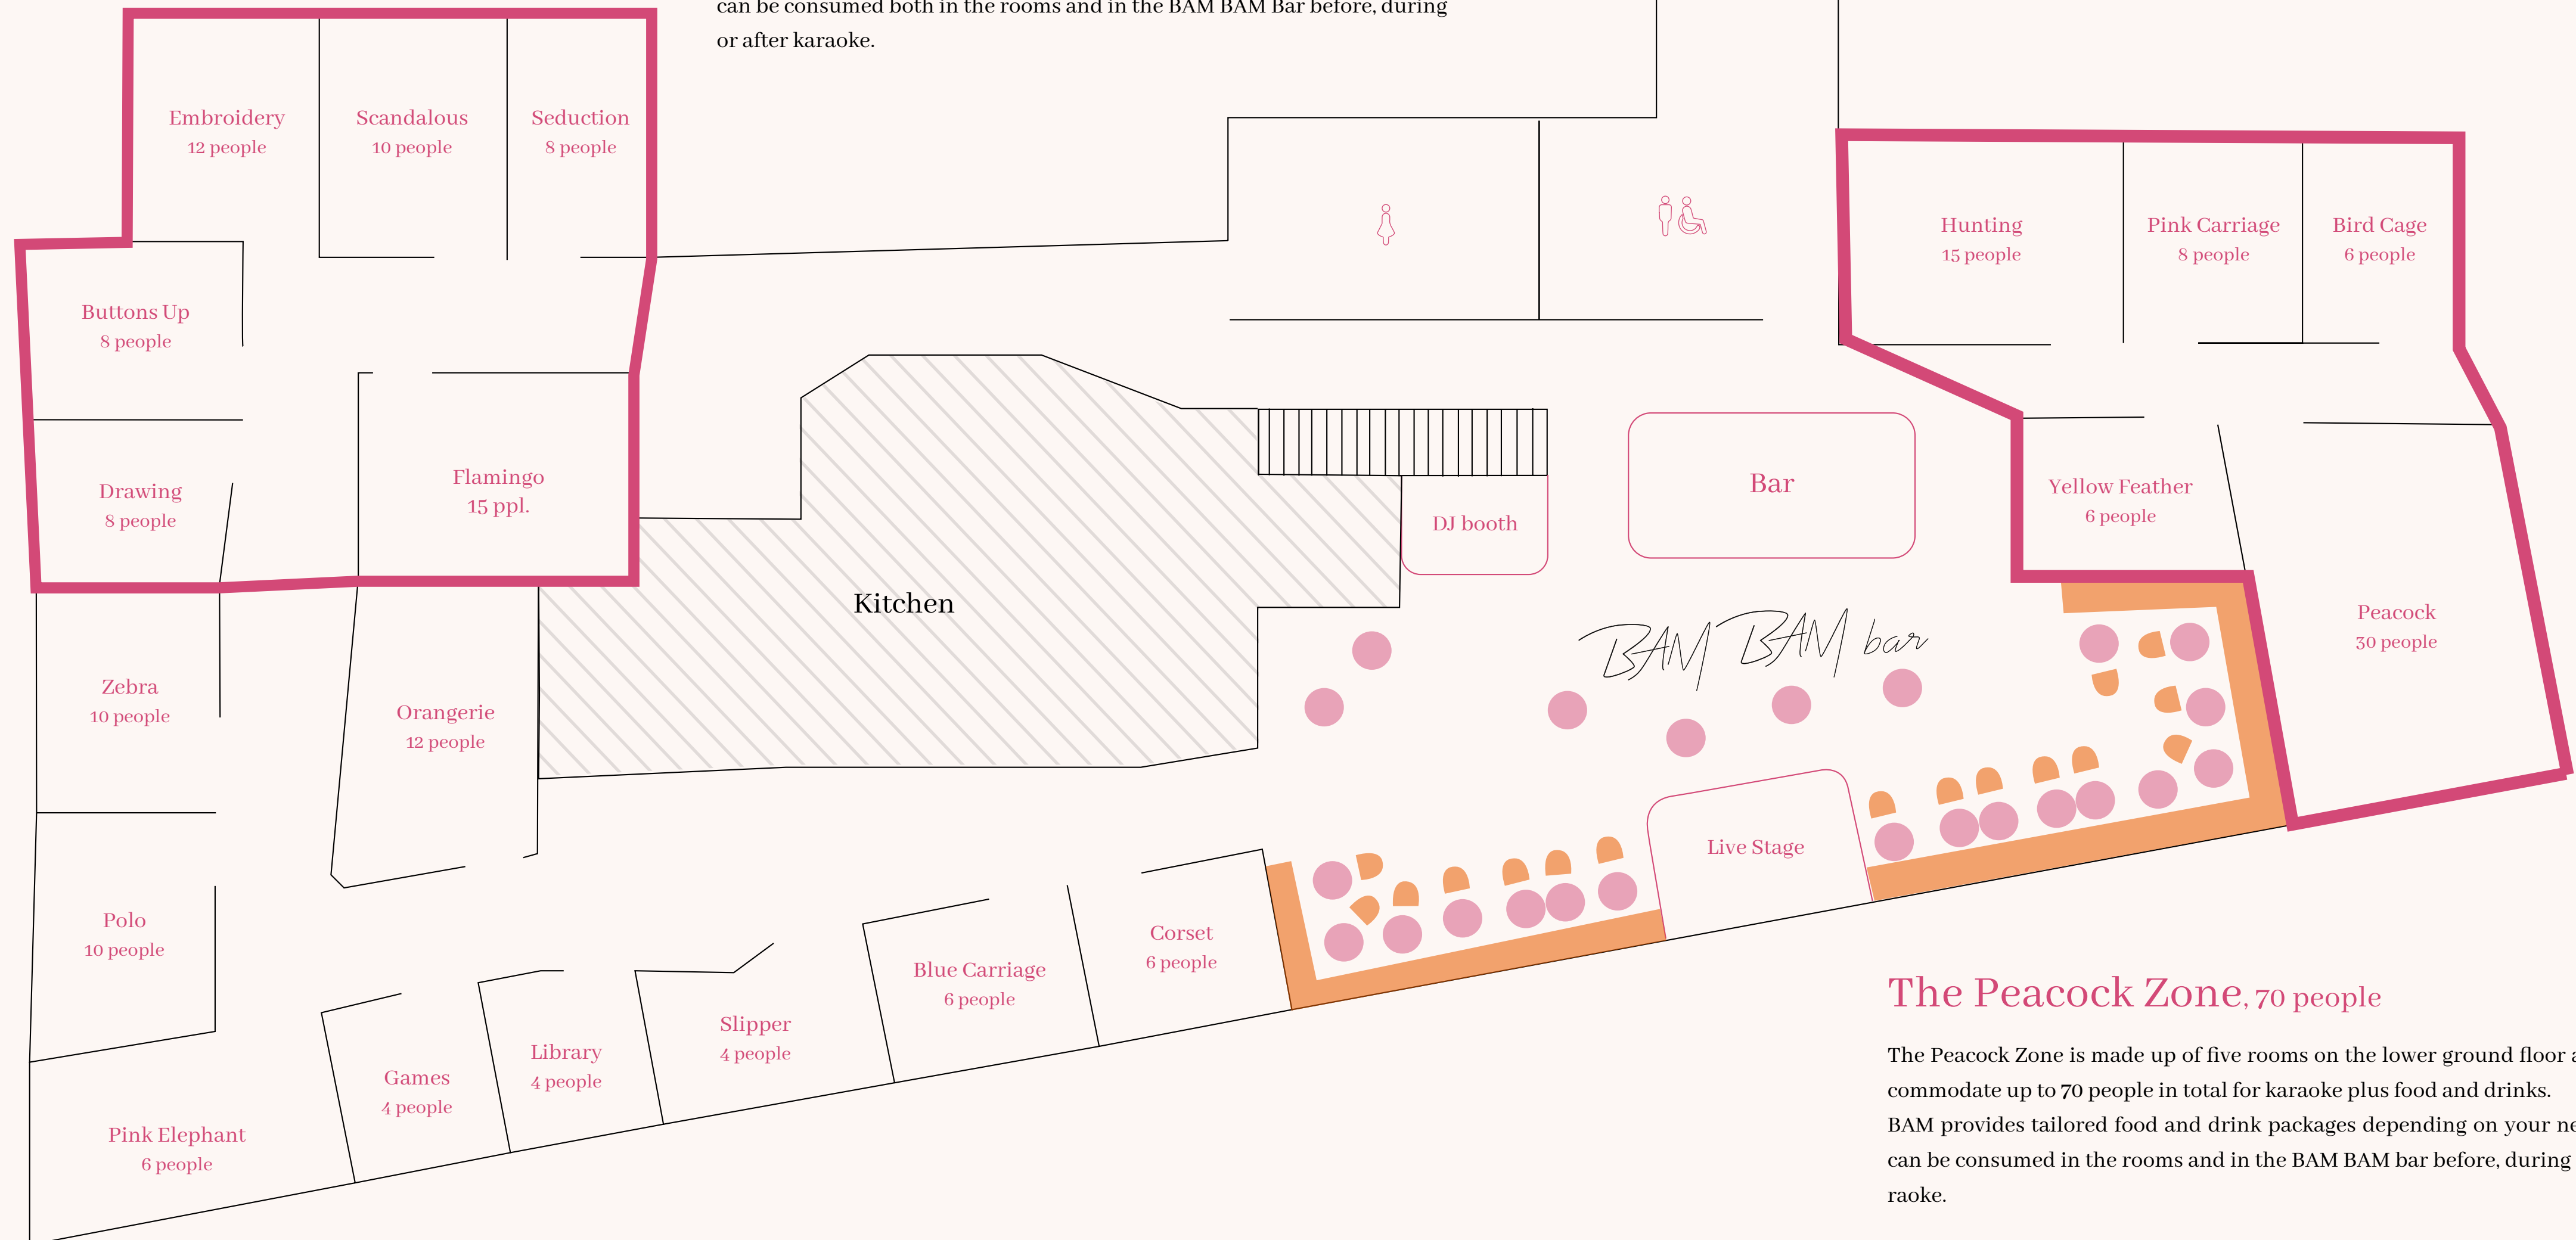 can be consumed both in the rooms and in the BAM BAM Bar before, during
or after karaoke.
Embroidery
12 people
Scandalous
10 people
Seduction
8 people
Hunting
15 people
Pink Carriage
8 people
Bird Cage
6 people
Buttons Up
8 people
Drawing
8 people
Flamingo
15 ppl.
DJ booth
Bar
Yellow Feather
6 people
Kitchen
BAM BAM bar
Peacock
30 people
Zebra
10 people
Orangerie
12 people
Live Stage
Polo
10 people
Corset
6 people
Blue Carriage
6 people
Slipper
4 people
Library
4 people
Games
4 people
Pink Elephant
6 people
The Peacock Zone, 70 people
The Peacock Zone is made up of five rooms on the lower ground floor a
commodate up to 70 people in total for karaoke plus food and drinks.
BAM provides tailored food and drink packages depending on your ne
can be consumed in the rooms and in the BAM BAM bar before, during
raoke.